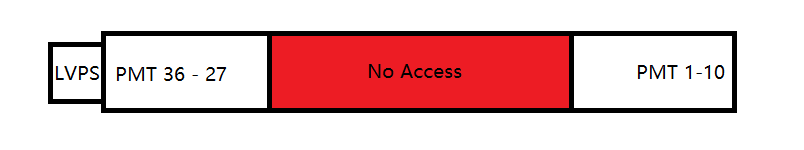 LVPS
PMT 36 - 27
No Access
PMT 1-10